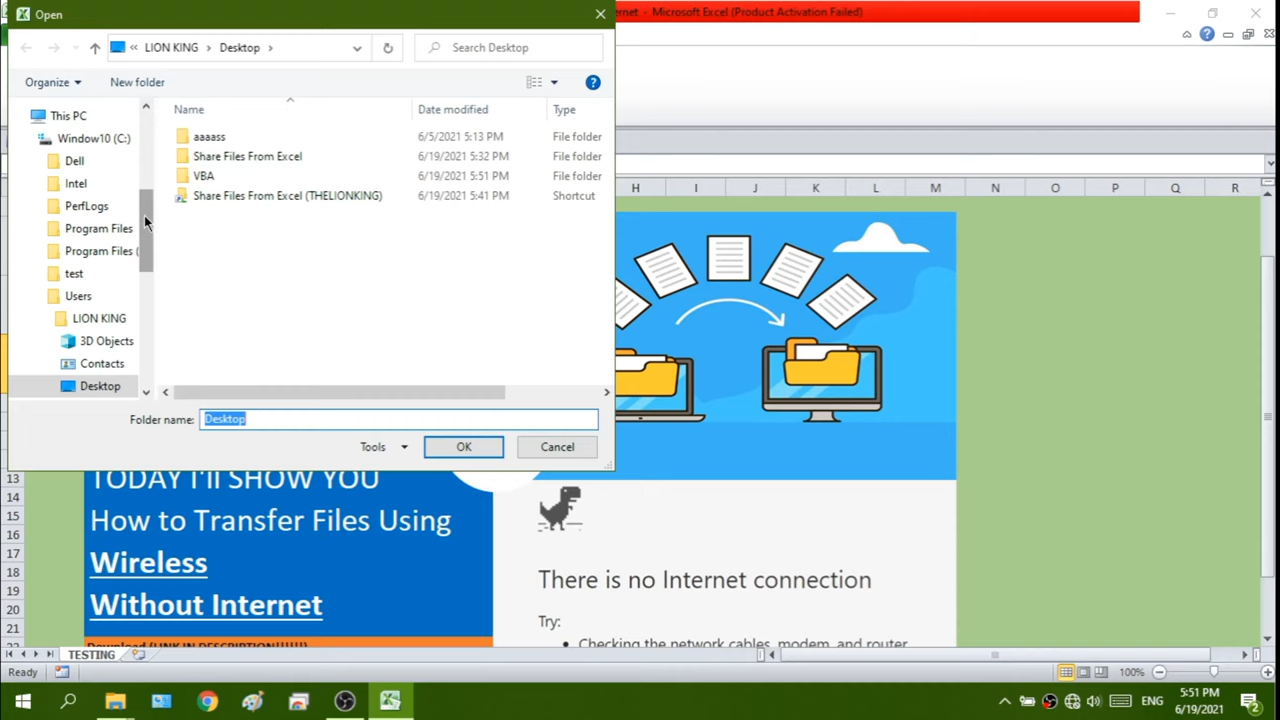 Open
rnet - Microsoft Excel (Product Activation Failed)
« LION KING > Desktop >
Search Desktop
Organize
New folder
Name
Date modified
Type
This PC
Window10 (C:)
Dell
Intel
PerfLogs
Program Files
Program Files (
test
Users
LION KING
3D Objects
Contacts
Desktop
aaaass
6/5/2021 5:13 PM
File folder
Share Files From Excel
6/19/2021 5:32 PM
File folder
VBA
6/19/2021 5:51 PM
File folder
Share Files From Excel (THELIONKING)
6/19/2021 5:41 PM
Shortcut
Folder name:
Desktop
Tools
OK
Cancel
H I J K L M N O P Q R
13
14
15
16
17
18
19
20
21
TODAY I'LL SHOW YOU
How to Transfer Files Using
Wireless
Without Internet
Download (LINK IN DESCRIPTION!!!!!!!)
There is no Internet connection
Try:
• Checking the network cables, modem, and router
TESTING
Ready
100%
ENG
5:51 PM
6/19/2021
2